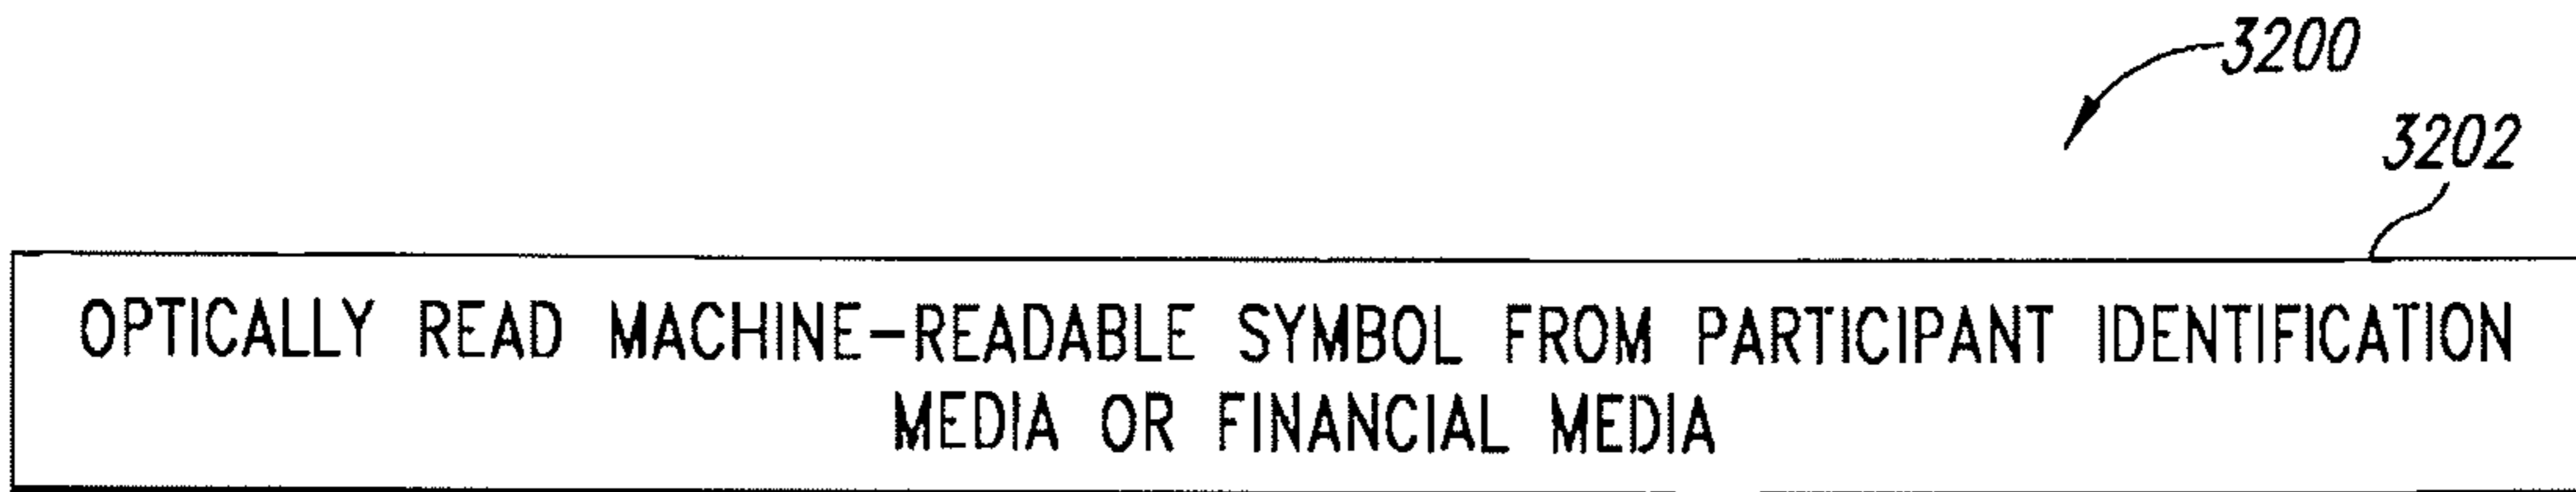 3200
3202
OPTICALLY READ MACHINE-READABLE SYMBOL FROM PARTICIPANT IDENTIFICATION
MEDIA OR FINANCIAL MEDIA